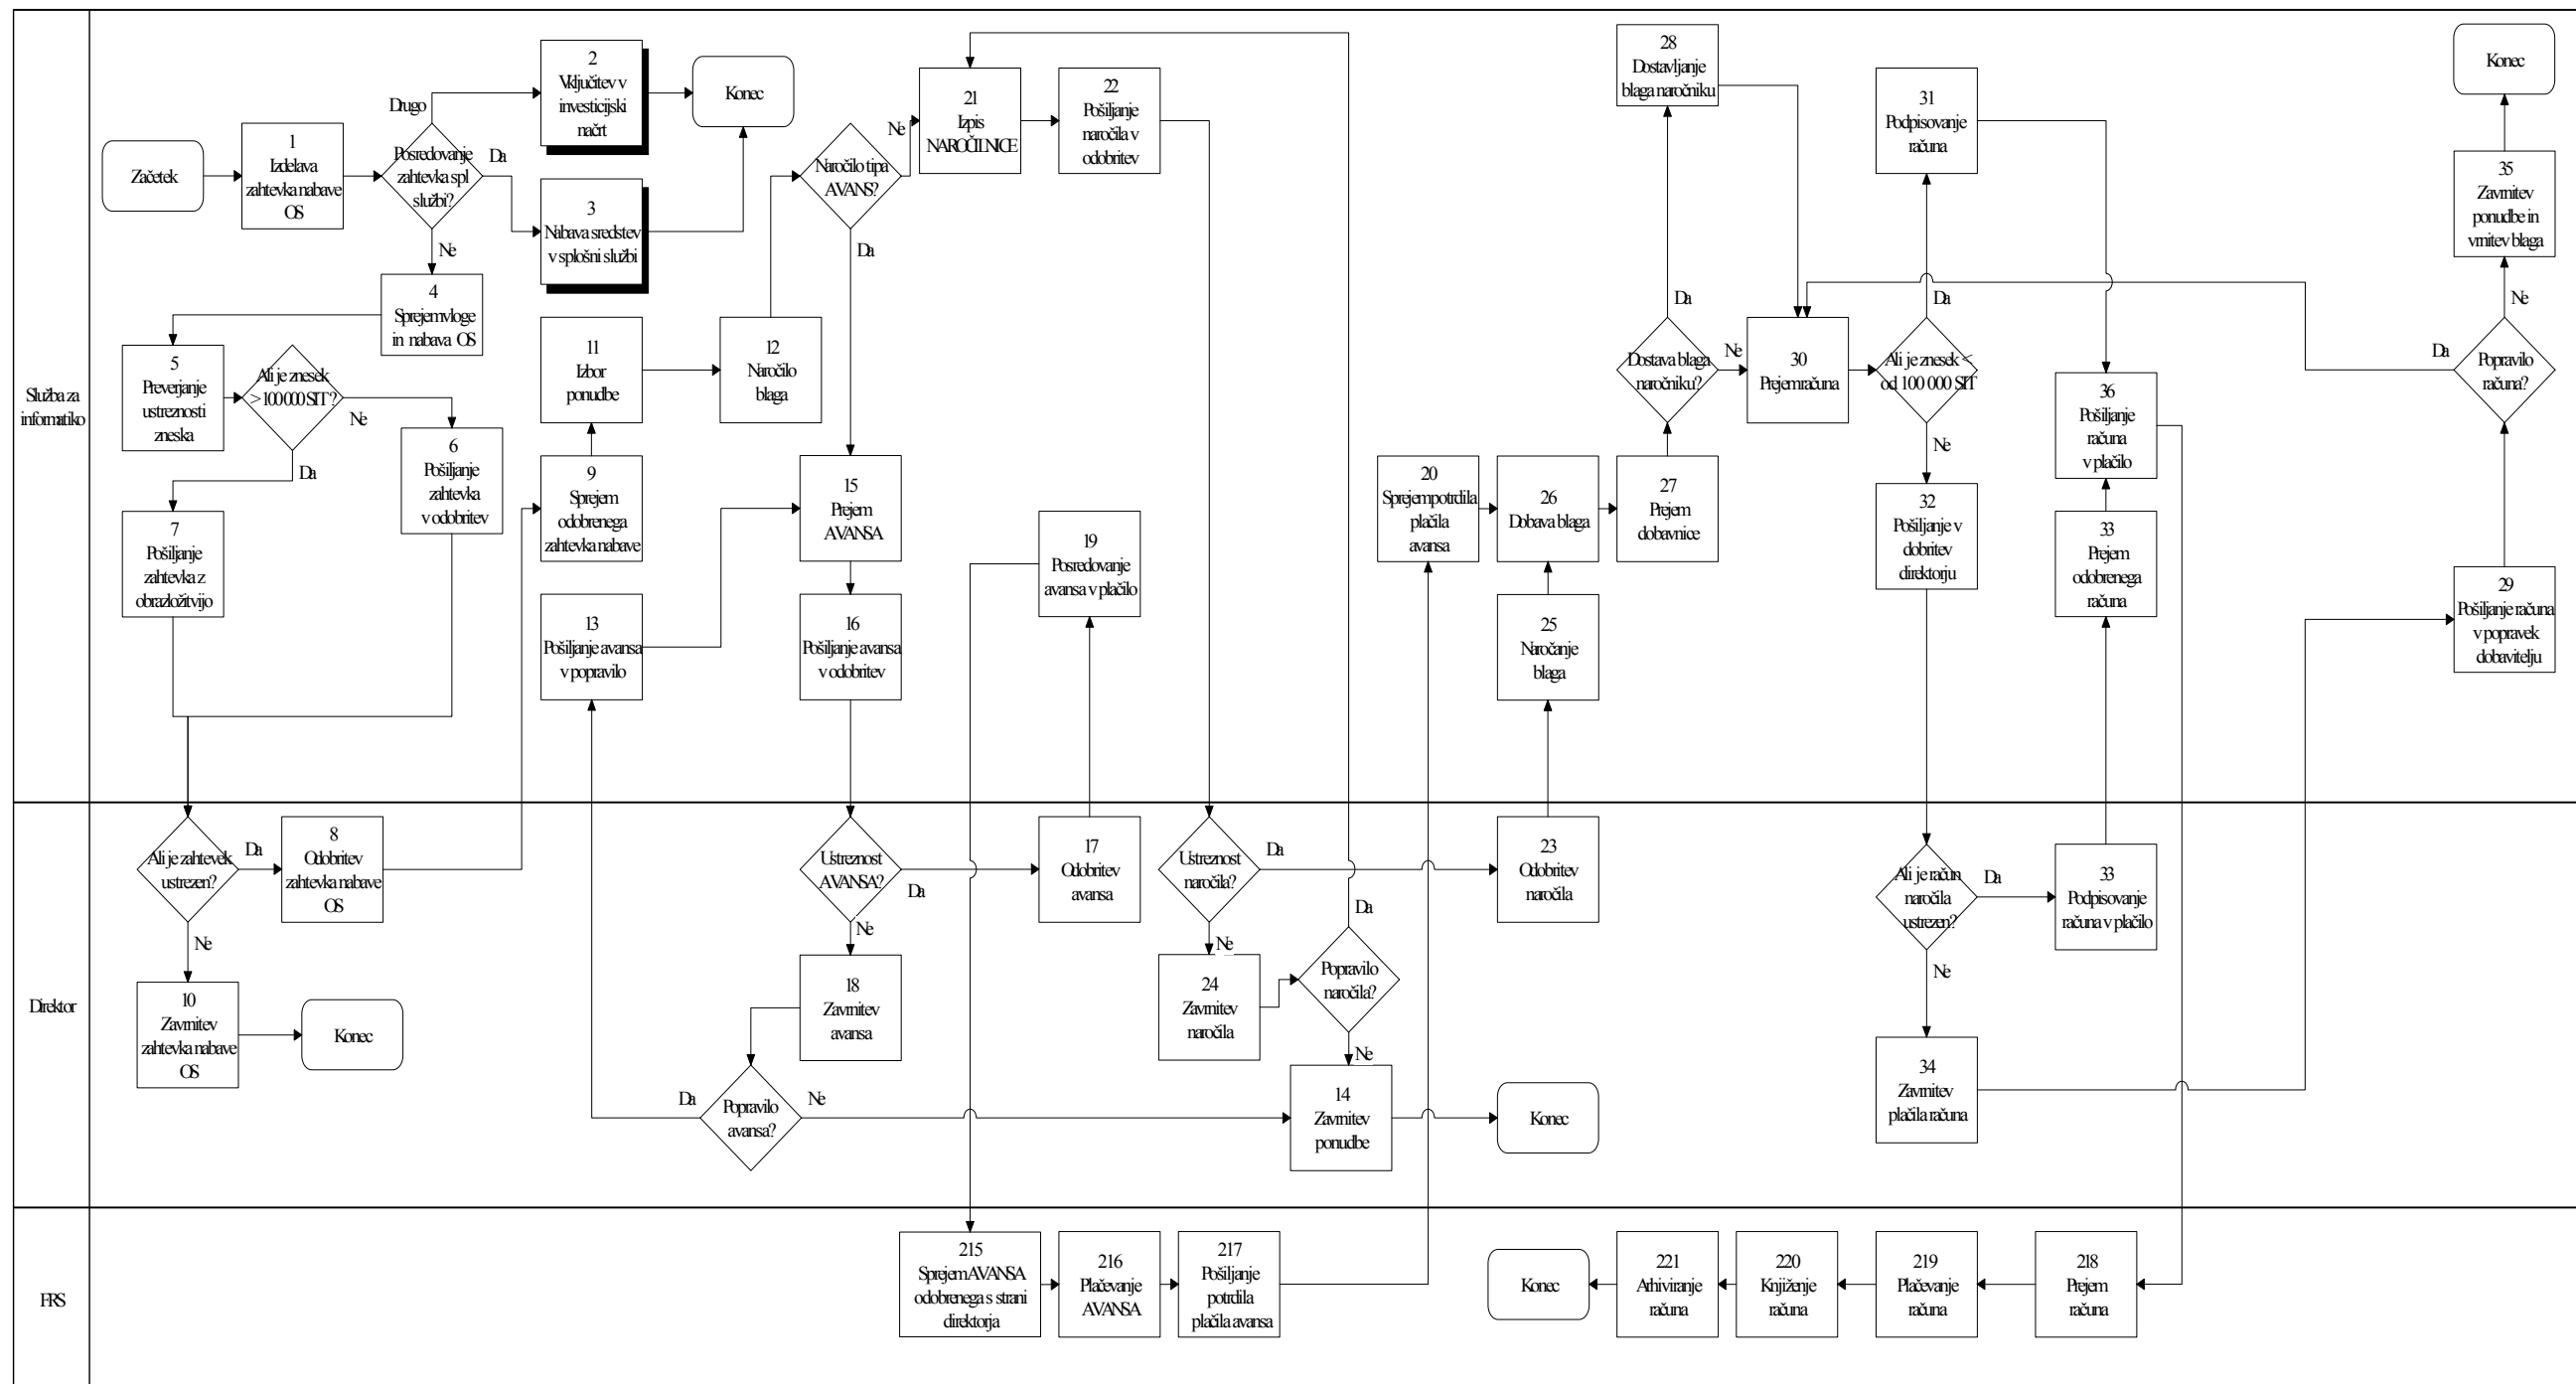 Služba za
informatiko
Začetek
1
Izdelava
zahtevka nabave
OS
Posredovanje
zahtevka spl
službi?
Drugo
Da
Ne
2
Vključitev v
investicijski
načrt
3
Nabava sredstev
v splošni službi
Konec
4
Sprejem vloge
in nabava OS
5
Preverjanje
ustreznosti
zneska
Ali je znesek
> 100 000 SIT?
Ne
Da
6
Pošiljanje
zahtevka
v odobritev
7
Pošiljanje
zahtevka z
obrazložitvijo
9
Sprejem
odobrenega
zahtevka nabave
11
Izbor
ponudbe
12
Naročilo
blaga
13
Pošiljanje avansa
v popravilo
Naročilo tipa
AVANS?
Ne
Da
15
Prejem
AVANSA
16
Pošiljanje avansa
v odobritev
21
Izpis
NAROČILNICE
22
Pošiljanje
naročila v
odobritev
19
Posredovanje
avansa v plačilo
20
Sprejem potrdila
plačila
avansa
26
Dobava blaga
27
Prejem
dobavnice
25
Naročanje
blaga
28
Dostavljanje
blaga naročniku
Dostava blaga
naročniku?
Da
Ne
30
Prejem računa
Ali je znesek <
od 100 000 SIT
Da
Ne
31
Podpisovanje
računa
32
Pošiljanje v
dobritev
direktorju
36
Pošiljanje
računa
v plačilo
33
Prejem
odobrenega
računa
Konec
35
Zavrnitev
ponudbe in
vrnitev blaga
Ne
Da
Popravilo
računa?
29
Pošiljanje računa
v popravek
dobavitelju
Direktor
Ali je zahtevek
ustrezen?
Da
Ne
8
Odobritev
zahtevka nabave
OS
10
Zavrnitev
zahtevka nabave
OS
Konec
Ustreznost
AVANSA?
Da
Ne
17
Odobritev
avansa
18
Zavrnitev
avansa
Popravilo
avansa?
Da
Ne
Ustreznost
naročila?
Da
Ne
24
Zavrnitev
naročila
Popravilo
naročila?
Da
Ne
14
Zavrnitev
ponudbe
Konec
23
Odobritev
naročila
Ali je račun
naročila
ustrezen?
Da
Ne
33
Podpisovanje
računa v plačilo
34
Zavrnitev
plačila računa
FRS
215
Sprejem AVANSA
odobrenega s strani
direktorja
216
Plačevanje
AVANSA
217
Pošiljanje
potrdila
plačila avansa
Konec
221
Arhiviranje
računa
220
Knjiženje
računa
219
Plačevanje
računa
218
Prejem
računa